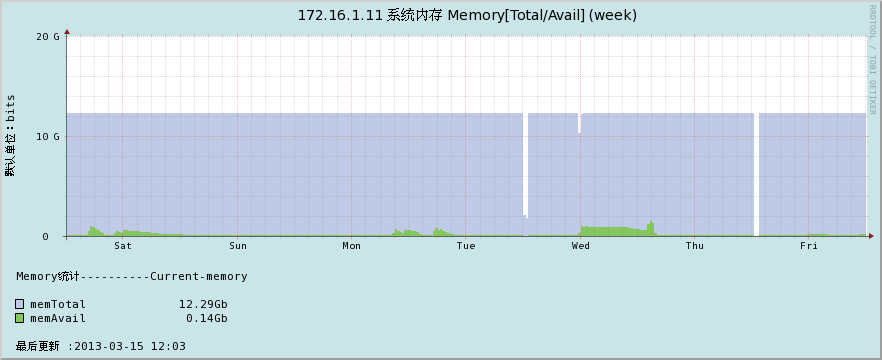 172.16.1.11 系统内存 Memory[Total/Avail] (week)
RRDTOOL / TOBI OETIKER
默认单位：bits
20 G
10 G
0
Sat Sun Mon Tue Wed Thu Fri
Memory统计----------Current-memory
memTotal 12.29Gb
memAvail 0.14Gb
最后更新 :2013-03-15 12:03